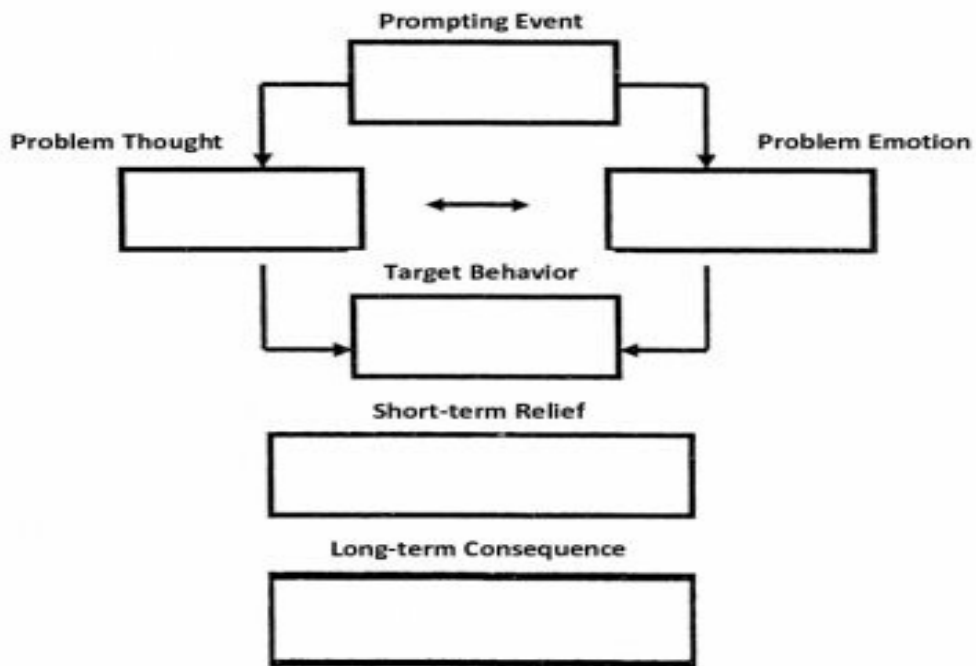 Prompting Event
Problem Thought
Problem Emotion
Target Behavior
Short-term Relief
Long-term Consequence